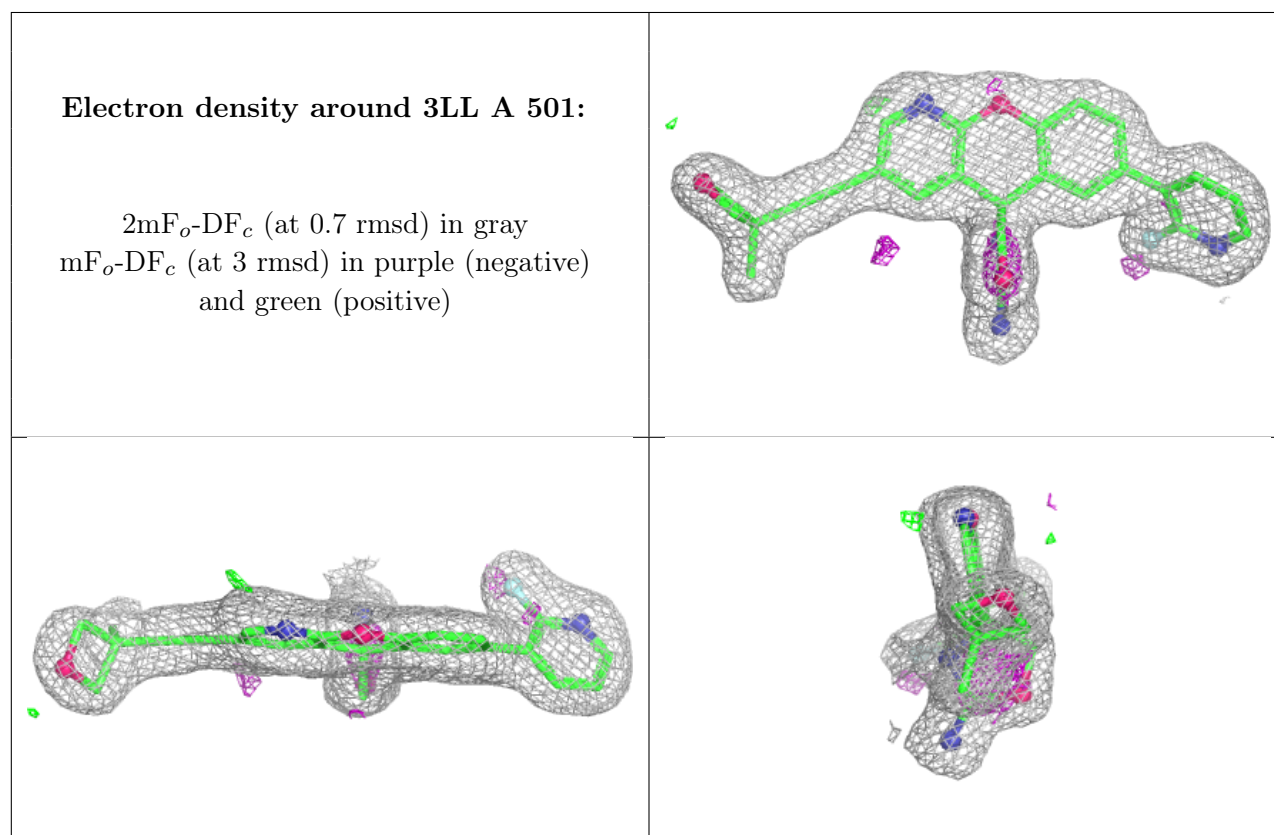 Electron density around 3LL A 501:
2mFₒ-DF𝒸 (at 0.7 rmsd) in gray
mFₒ-DF𝒸 (at 3 rmsd) in purple (negative)
and green (positive)